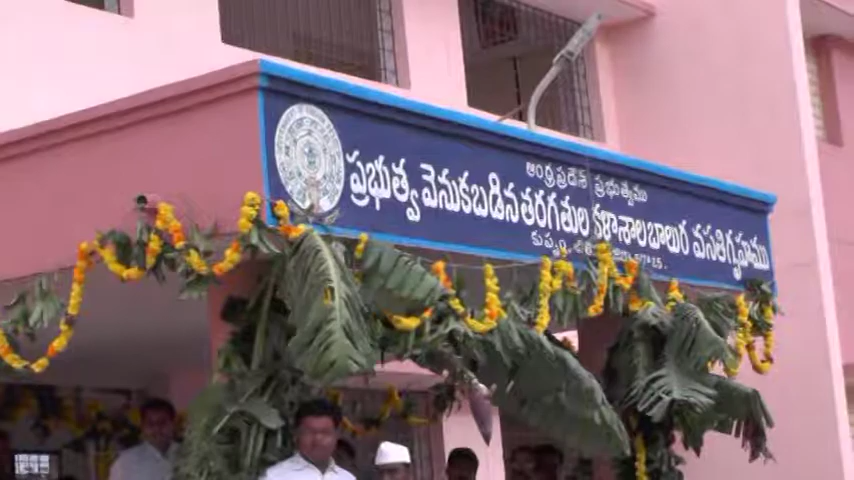 ఆంధ్రప్రదేశ్ ప్రభుత్వము
ప్రభుత్వ వెనుకబడిన తరగతుల కళాశాల బాలుర వసతి గృహము
కుప్పం